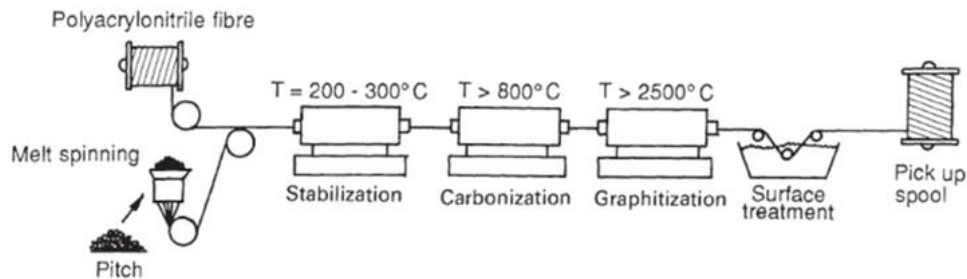 Polyacrylonitrile fibre
T = 200 - 300°C
T > 800°C
T > 2500°C
Melt spinning
Stabilization
Carbonization
Graphitization
Surface
treatment
Pick up
spool
Pitch